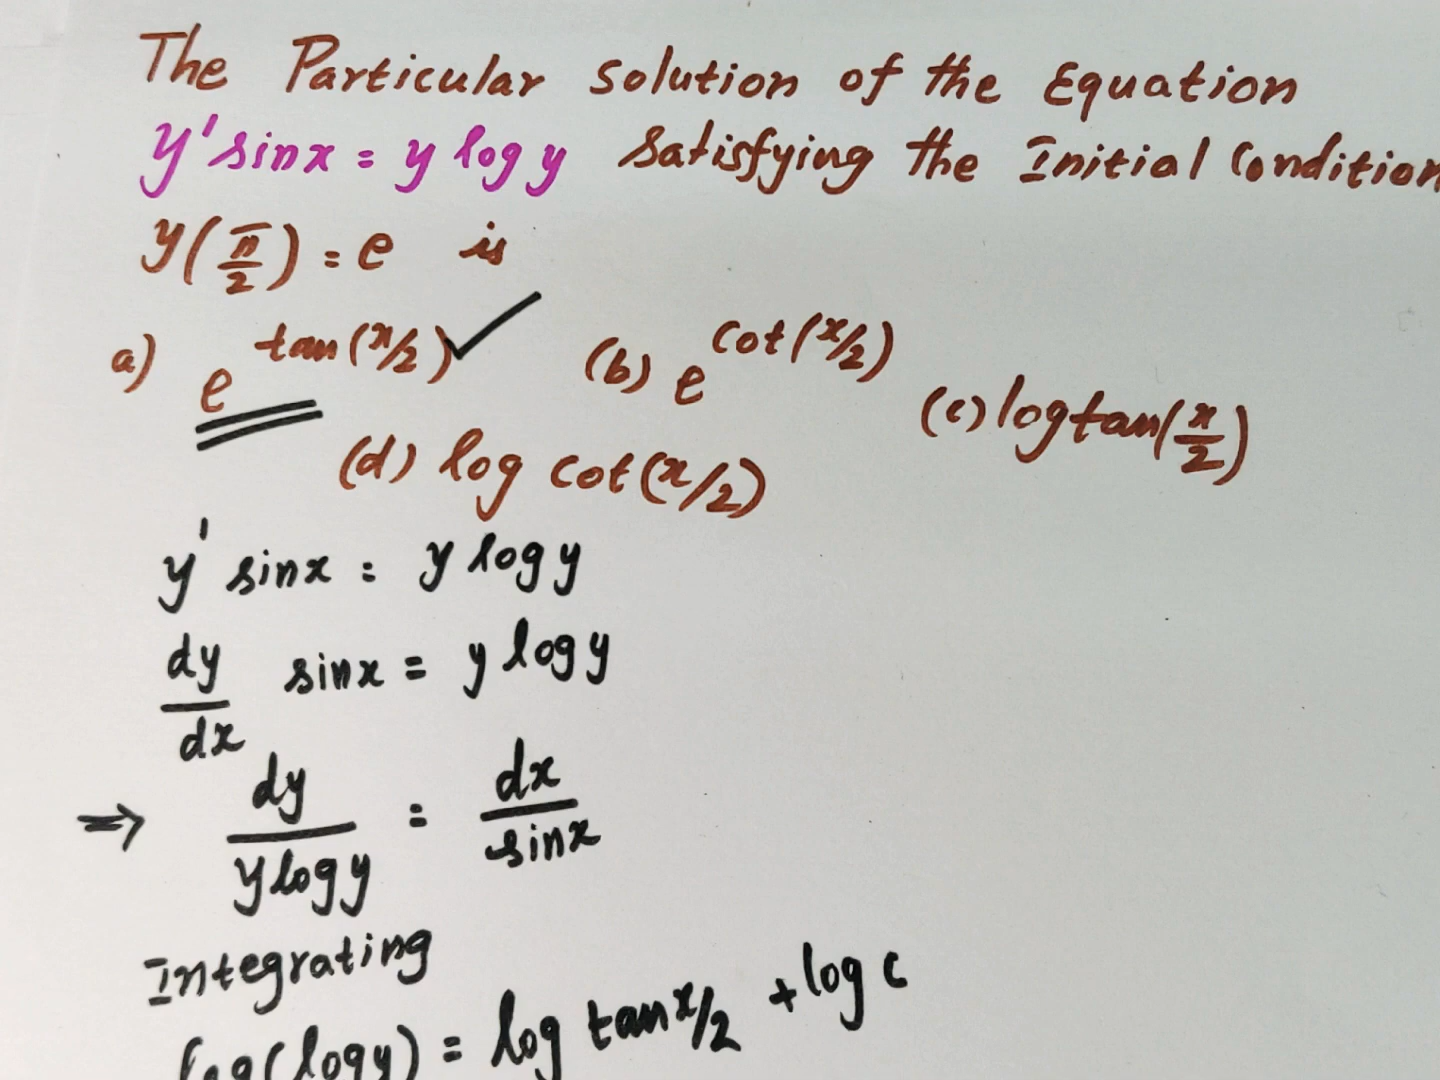 The Particular Solution of the Equation
y' sinx = y log y Satisfying the Initial Condition
y(π/2) = e is
a) e^tan(x/2) ✓ (b) e^cot(x/2) (c) log tan(x/2)
(d) log cot(x/2)
y' sinx = y log y
dy/dx sinx = y log y
⇒ dy/(y log y) = dx/sinx
Integrating
log(log y) = log tan x/2 + log c